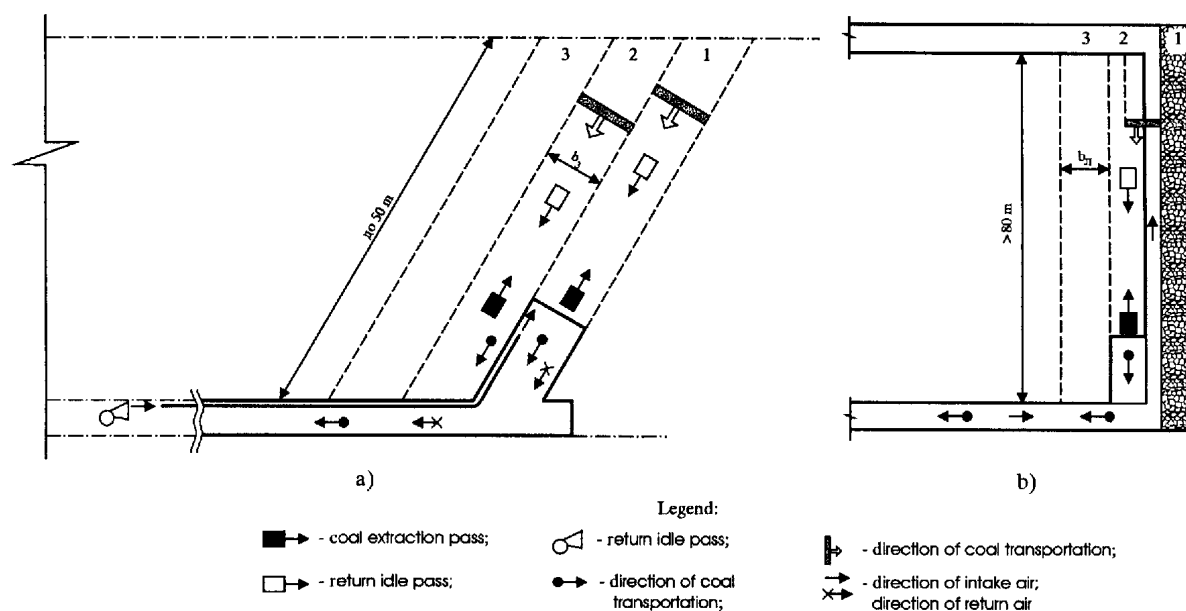 3 2 1
b₃
до 50 m
a)
3 2 1
bл
>80 m
b)
Legend:
- coal extraction pass;
- return idle pass;
- direction of coal transportation;
- return idle pass;
- direction of coal
transportation;
- direction of intake air;
direction of return air